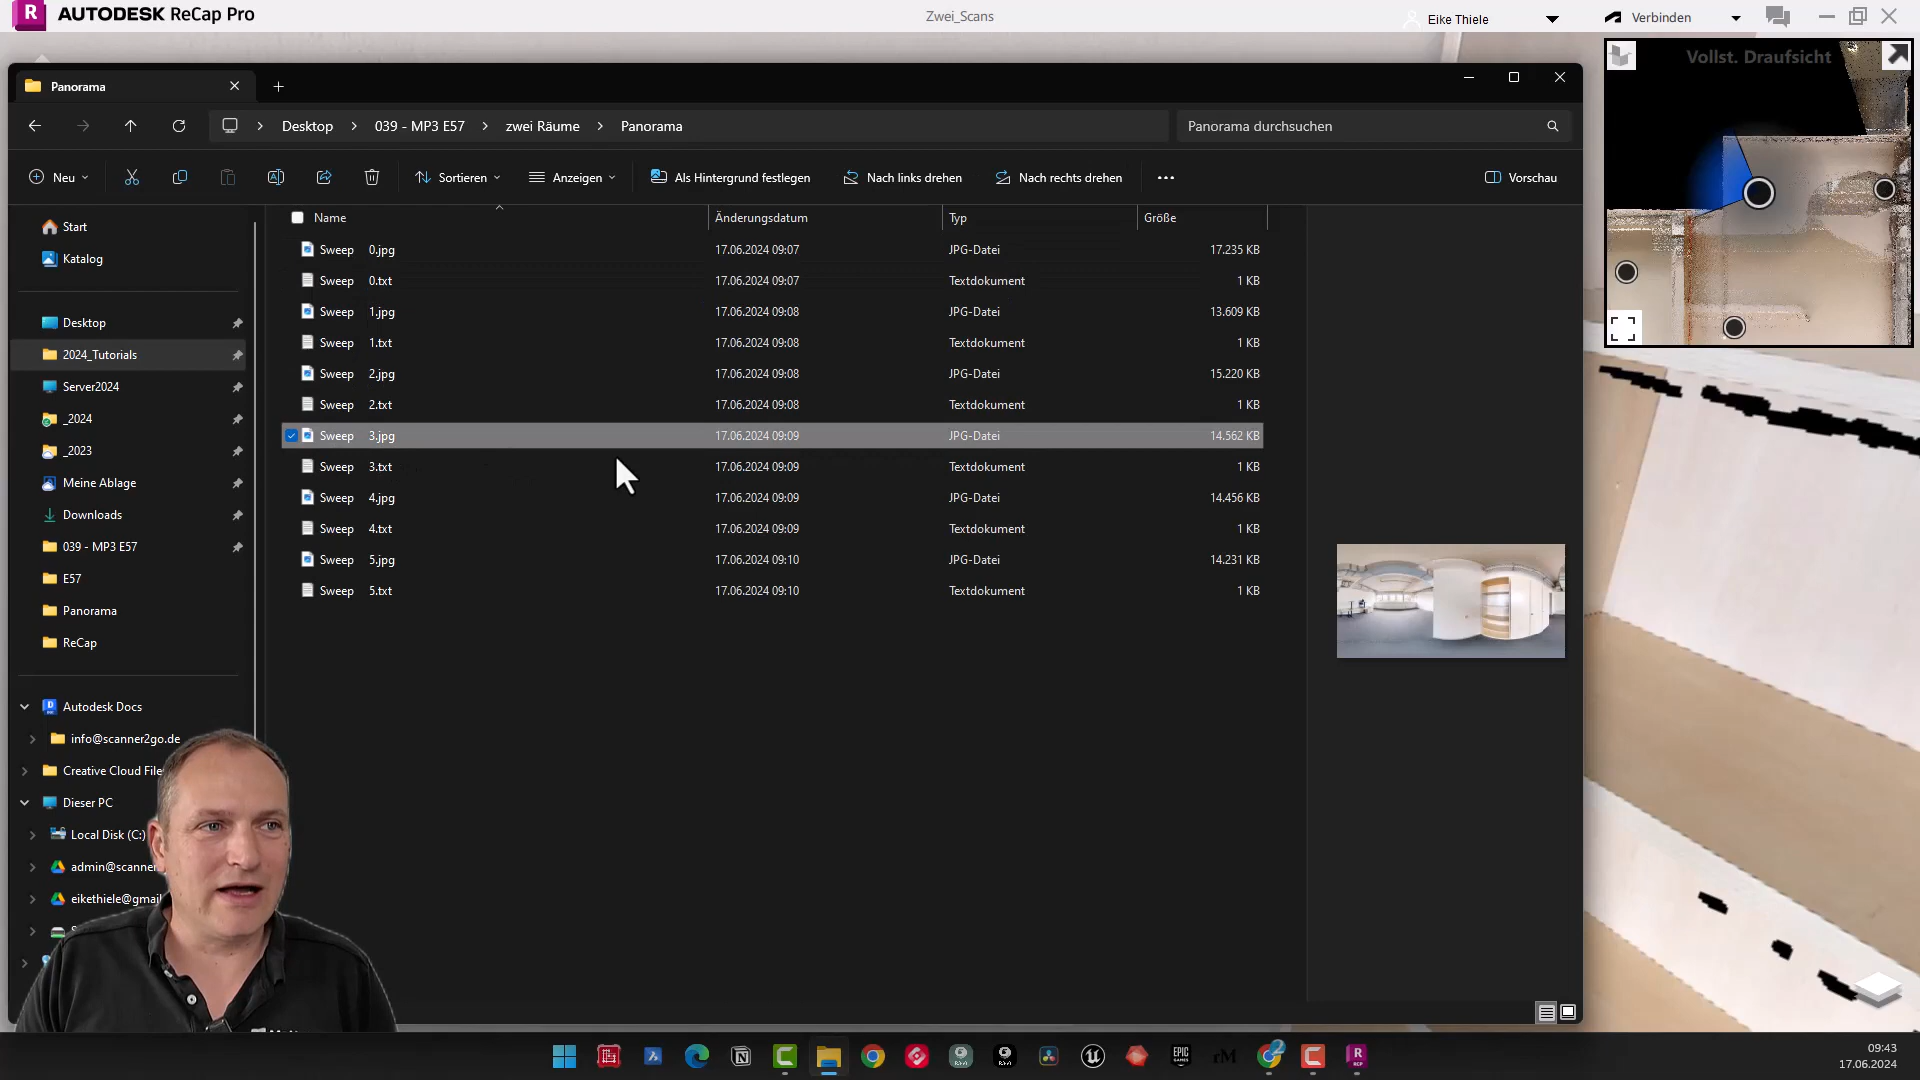 R AUTODESK ReCap Pro
Zwei_Scans
Eike Thiele
Verbinden
Vollst. Draufsicht
Panorama
Desktop
039 - MP3 E57
zwei Räume
Panorama
Panorama durchsuchen
Neu
Sortieren
Anzeigen
Als Hintergrund festlegen
Nach links drehen
Nach rechts drehen
Vorschau
Name Änderungsdatum Typ Größe
Sweep 0.jpg 17.06.2024 09:07 JPG-Datei 17.235 KB
Sweep 0.txt 17.06.2024 09:07 Textdokument 1 KB
Sweep 1.jpg 17.06.2024 09:08 JPG-Datei 13.609 KB
Sweep 1.txt 17.06.2024 09:08 Textdokument 1 KB
Sweep 2.jpg 17.06.2024 09:08 JPG-Datei 15.220 KB
Sweep 2.txt 17.06.2024 09:08 Textdokument 1 KB
Sweep 3.jpg 17.06.2024 09:09 JPG-Datei 14.562 KB
Sweep 3.txt 17.06.2024 09:09 Textdokument 1 KB
Sweep 4.jpg 17.06.2024 09:09 JPG-Datei 14.456 KB
Sweep 4.txt 17.06.2024 09:09 Textdokument 1 KB
Sweep 5.jpg 17.06.2024 09:10 JPG-Datei 14.231 KB
Sweep 5.txt 17.06.2024 09:10 Textdokument 1 KB
Start
Katalog
Desktop
2024_Tutorials
Server2024
_2024
_2023
Meine Ablage
Downloads
039 - MP3 E57
E57
Panorama
ReCap
Autodesk Docs
info@scanner2go.de
Creative Cloud File
Dieser PC
Local Disk (C:)
admin@scanner
eikethiele@gmail
EPIC GAMES
rM
R
09:43
17.06.2024